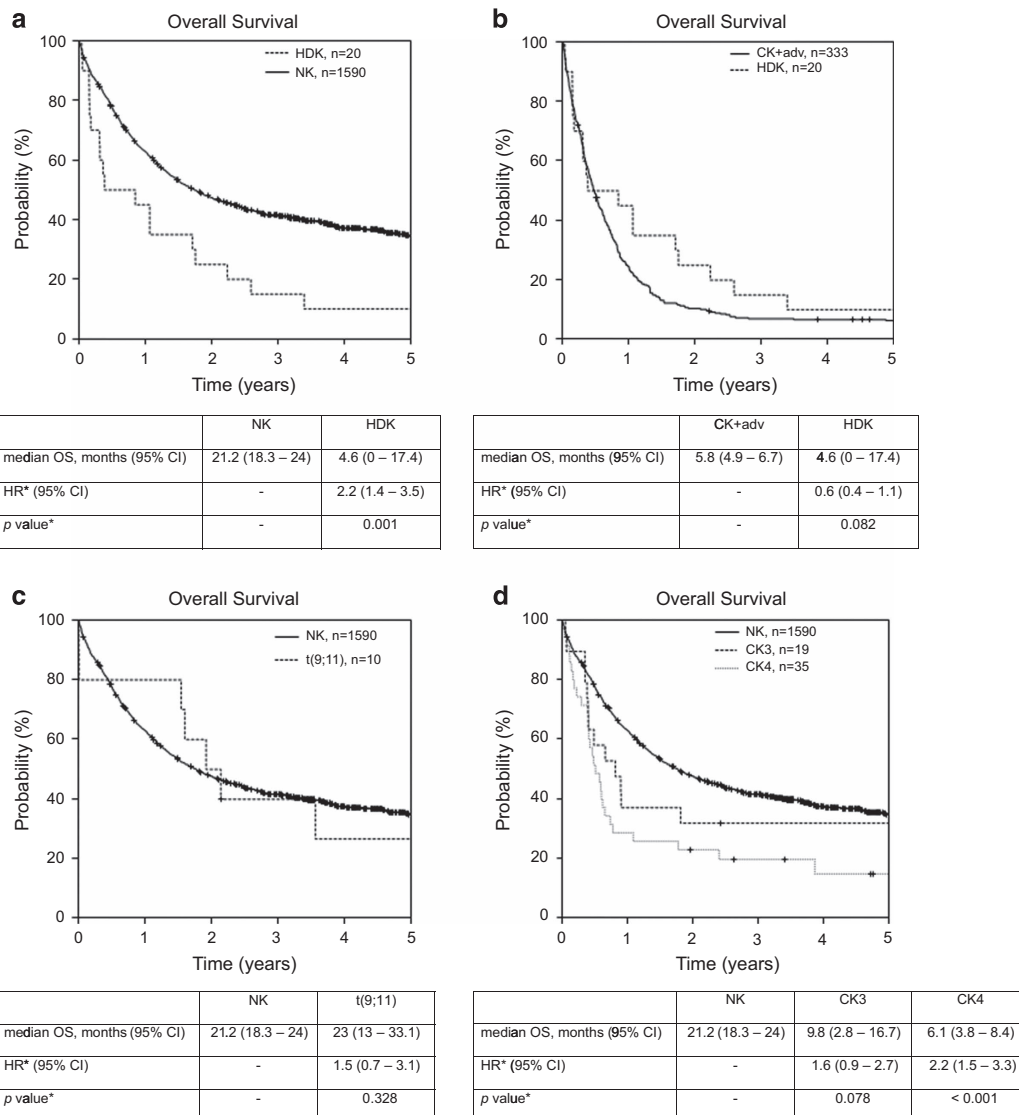 a
Overall Survival
HDK, n=20
NK, n=1590
100
80
60
40
20
0
Probability (%)
0 1 2 3 4 5
Time (years)
NK HDK
median OS, months (95% CI) 21.2 (18.3 – 24) 4.6 (0 – 17.4)
HR* (95% CI) - 2.2 (1.4 – 3.5)
p value* - 0.001
b
Overall Survival
CK+adv, n=333
HDK, n=20
100
80
60
40
20
0
Probability (%)
0 1 2 3 4 5
Time (years)
CK+adv HDK
median OS, months (95% CI) 5.8 (4.9 – 6.7) 4.6 (0 – 17.4)
HR* (95% CI) - 0.6 (0.4 – 1.1)
p value* - 0.082
c
Overall Survival
NK, n=1590
t(9;11), n=10
100
80
60
40
20
0
Probability (%)
0 1 2 3 4 5
Time (years)
NK t(9;11)
median OS, months (95% CI) 21.2 (18.3 – 24) 23 (13 – 33.1)
HR* (95% CI) - 1.5 (0.7 – 3.1)
p value* - 0.328
d
Overall Survival
NK, n=1590
CK3, n=19
CK4, n=35
100
80
60
40
20
0
Probability (%)
0 1 2 3 4 5
Time (years)
NK CK3 CK4
median OS, months (95% CI) 21.2 (18.3 – 24) 9.8 (2.8 – 16.7) 6.1 (3.8 – 8.4)
HR* (95% CI) - 1.6 (0.9 – 2.7) 2.2 (1.5 – 3.3)
p value* - 0.078 < 0.001